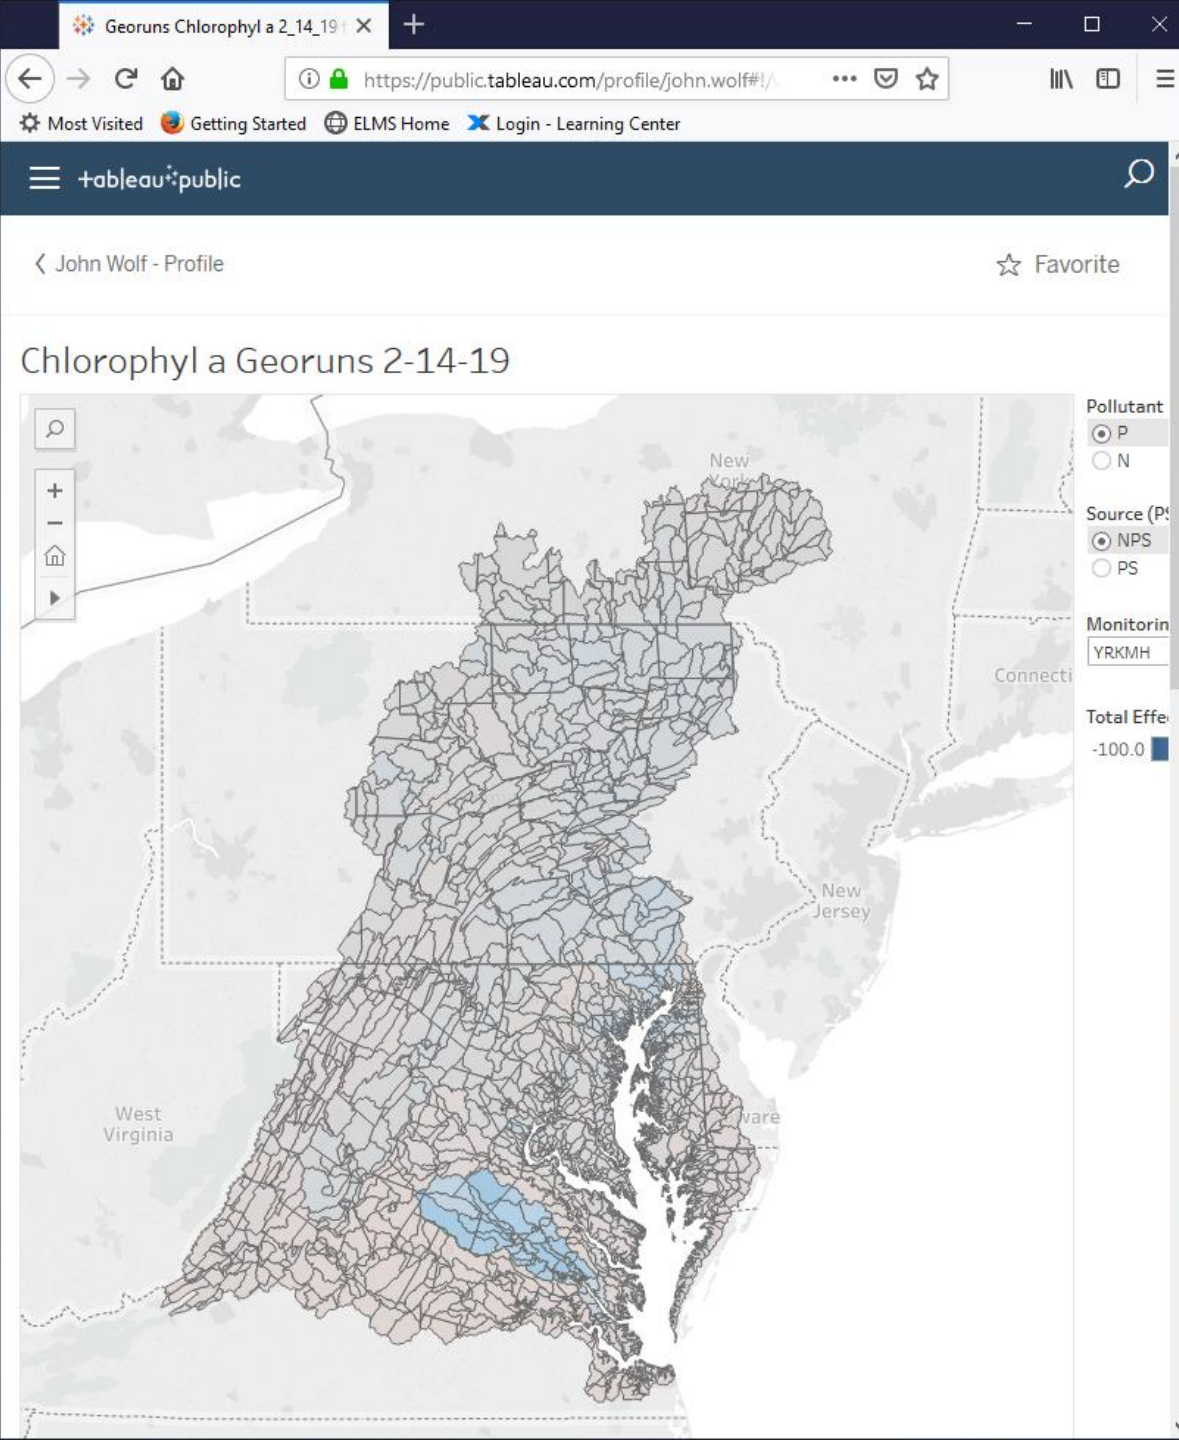 Georuns Chlorophyl a 2_14_19
https://public.tableau.com/profile/john.wolf#!/
Most Visited Getting Started ELMS Home Login - Learning Center
+ableau public
John Wolf - Profile
Favorite
Chlorophyl a Georuns 2-14-19
Pollutant
P
N
Source (PS
NPS
PS
Monitorin
YRKMH
Total Effe
-100.0
New
York
Connecti
New
Jersey
West
Virginia
ware